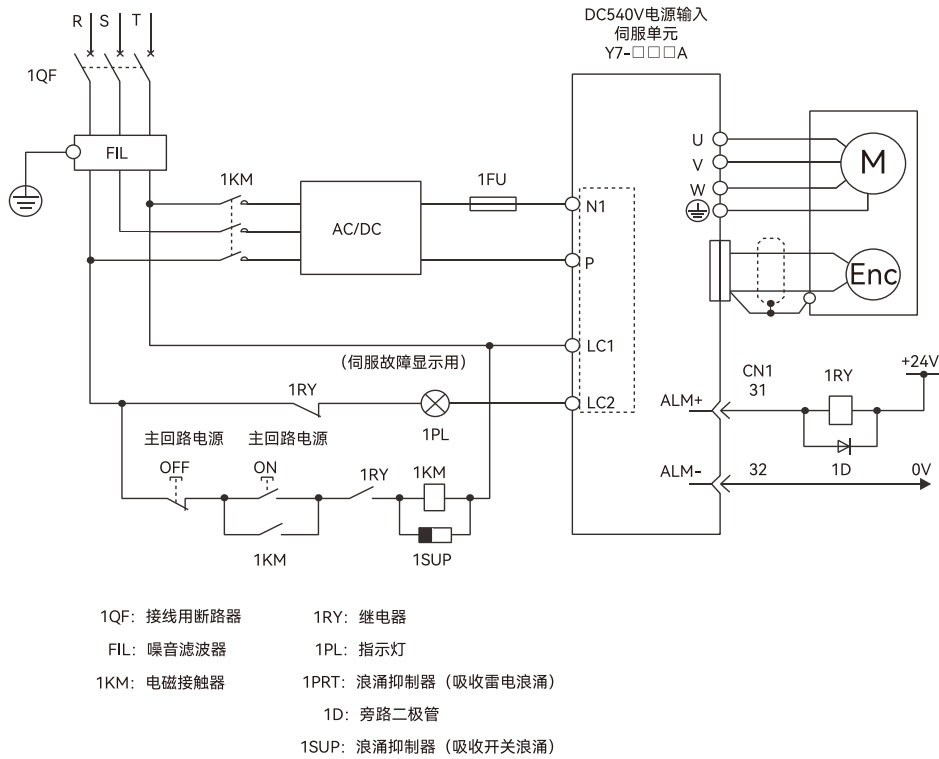 DC540V电源输入
伺服单元
Y7-□□□A
R S T
1QF
FIL
1KM
AC/DC
1FU
N1
P
U
V
W
M
Enc
LC1
(伺服故障显示用)
LC2
1RY
1PL
主回路电源 主回路电源
OFF ON
1RY
1KM
1KM
1SUP
CN1
ALM+ 31 1RY +24V
ALM- 32 1D 0V
1QF: 接线用断路器 1RY: 继电器
FIL: 噪音滤波器 1PL: 指示灯
1KM: 电磁接触器 1PRT: 浪涌抑制器（吸收雷电浪涌）
1D: 旁路二极管
1SUP: 浪涌抑制器（吸收开关浪涌）